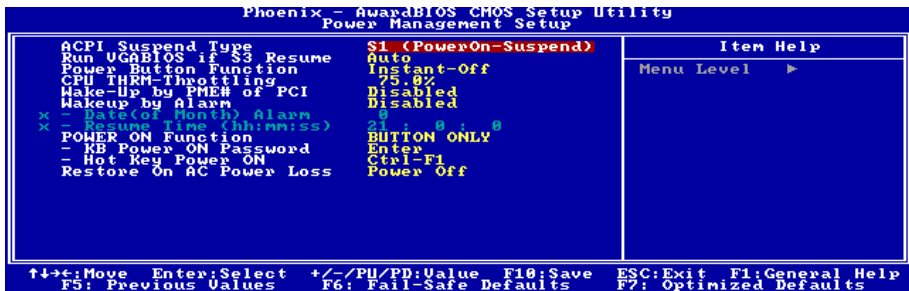 Phoenix - AwardBIOS CMOS Setup Utility
Power Management Setup
ACPI Suspend Type S1 (PowerOn-Suspend)
Run VGABIOS if S3 Resume Auto
Power Button Function Instant-Off
CPU THRM-Throttling 75.0%
Wake-Up by PME# of PCI Disabled
Wakeup by Alarm Disabled
x - Date(of Month) Alarm 0
x - Resume Time (hh:mm:ss) 21 : 0 : 0
POWER ON Function BUTTON ONLY
- KB Power ON Password Enter
- Hot Key Power ON Ctrl-F1
Restore On AC Power Loss Power Off
Item Help
Menu Level ►
↑↓→←:Move Enter:Select +/-/PU/PD:Value F10:Save ESC:Exit F1:General Help
F5: Previous Values F6: Fail-Safe Defaults F7: Optimized Defaults